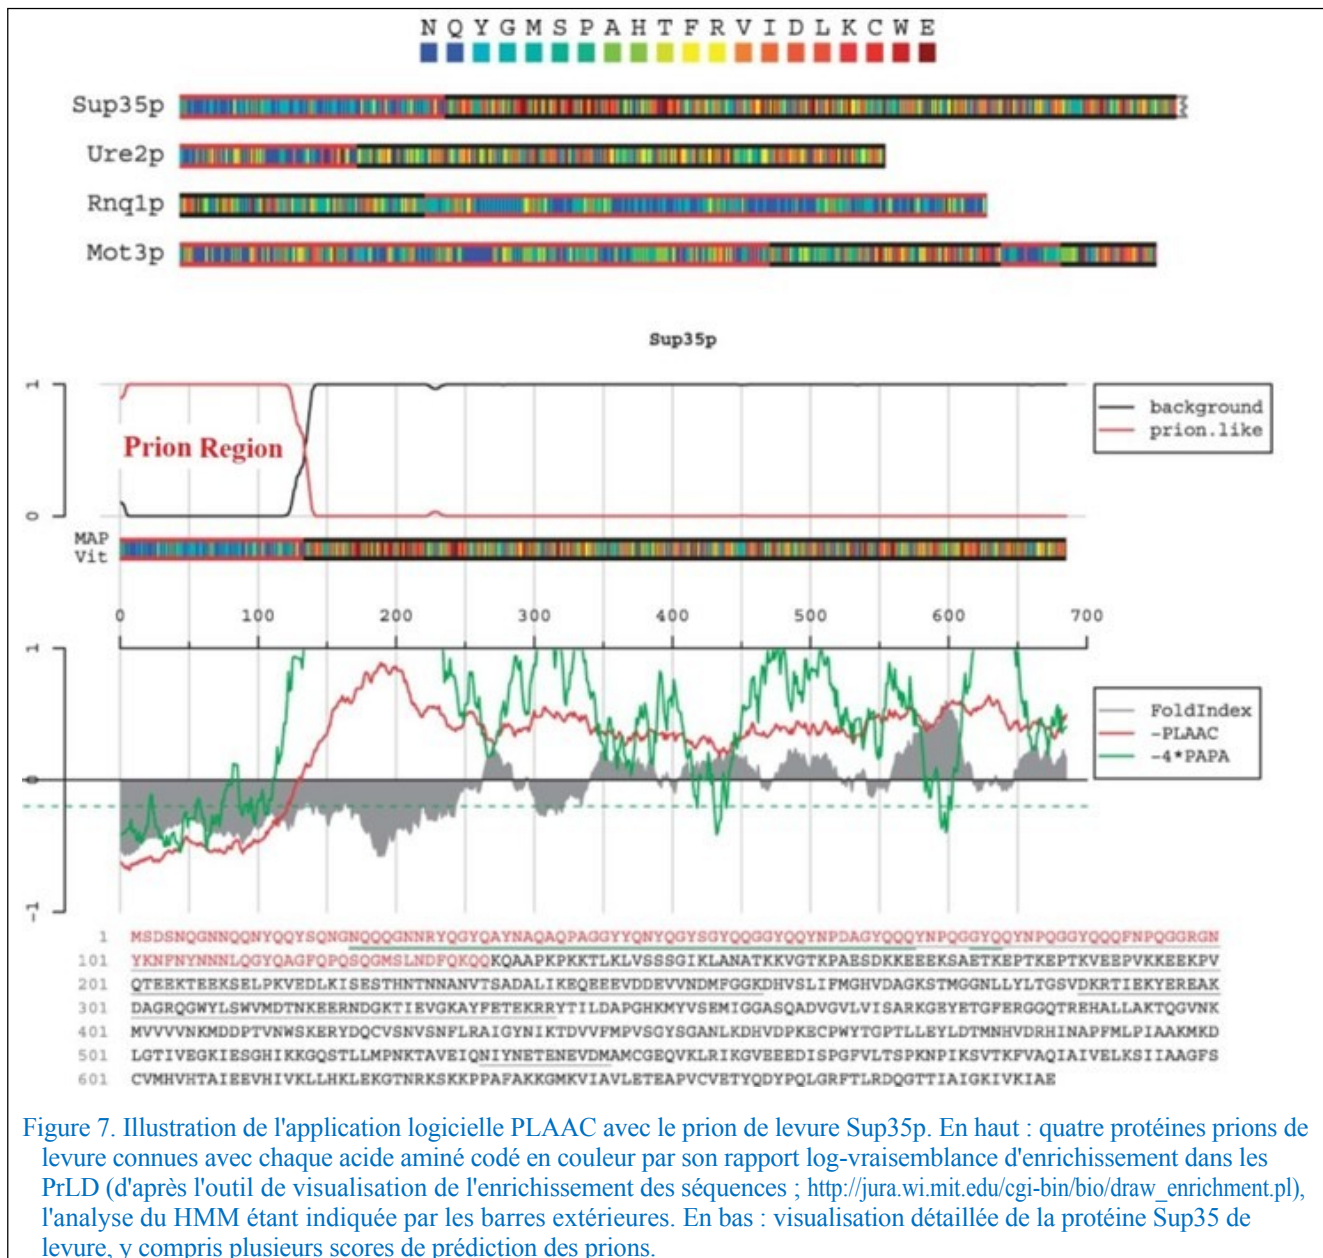 N Q Y G M S P A H T F R V I D L K C W E
Sup35p
Ure2p
Rnq1p
Mot3p
Sup35p
1
0
Prion Region
background
prion.like
MAP
Vit
0 100 200 300 400 500 600 700
1
0
-1
FoldIndex
-PLAAC
-4*PAPA
1 MSDSNQGNNQQNYQQYSQNGNQQQGNNRYQGYQAYNAQAQPAGGYYQNYQGYSGYQQGGYQQYNPDAGYQQQYNPQGGYQQYNPQGGYQQQFNPQGGRGN
101 YKNFNYNNNLQGYQAGFQPQSQGMSLNDFQKQQKQAAPKPKKTLKLVSSSGIKLANATKKVGTKPAESDKKEEEKSAETKEPTKEPTKVEEPVKKEEKPV
201 QTEEKTEEKSELPKVEDLKISESTHNTNNANVTSADALIKEQEEEVDDEVVNDMFGGKDHVSLIFMGHVDAGKSTMGGNLLYLTGSVDKRTIEKYEREAK
301 DAGRQGWYLSWVMDTNKEERNDGKTIEVGKAYFETEKRRYTILDAPGHKMYVSEMIGGASQADVGVLVISARKGEYETGFERGGQTREHALLAKTQGVNK
401 MVVVVNKMDDPTVNWSKERYDQCVSNVSNFLRAIGYNIKTDVVFMPVSGYSGANLKDHVDPKECPWYTGPTLLEYLDTMNHVDRHINAPFMLPIAAKMKD
501 LGTIVEGKIESGHIKKGQSTLLMPNKTAVEIQNIYNETENEVDMAMCGEQVKLRIKGVEEEDISPGFVLTSPKNPIKSVTKFVAQIAIVELKSIIAAGFS
601 CVMHVHTAIEEVHIVKLLHKLEKGTNRKSKKPPAFAKKGMKVIAVLETEAPVCVETYQDYPQLGRFTLRDQGTTIAIGKIVKIAE
Figure 7. Illustration de l'application logicielle PLAAC avec le prion de levure Sup35p. En haut : quatre protéines prions de
levure connues avec chaque acide aminé codé en couleur par son rapport log-vraisemblance d'enrichissement dans les
PrLD (d'après l'outil de visualisation de l'enrichissement des séquences ; http://jura.wi.mit.edu/cgi-bin/bio/draw_enrichment.pl),
l'analyse du HMM étant indiquée par les barres extérieures. En bas : visualisation détaillée de la protéine Sup35 de
levure, y compris plusieurs scores de prédiction des prions.